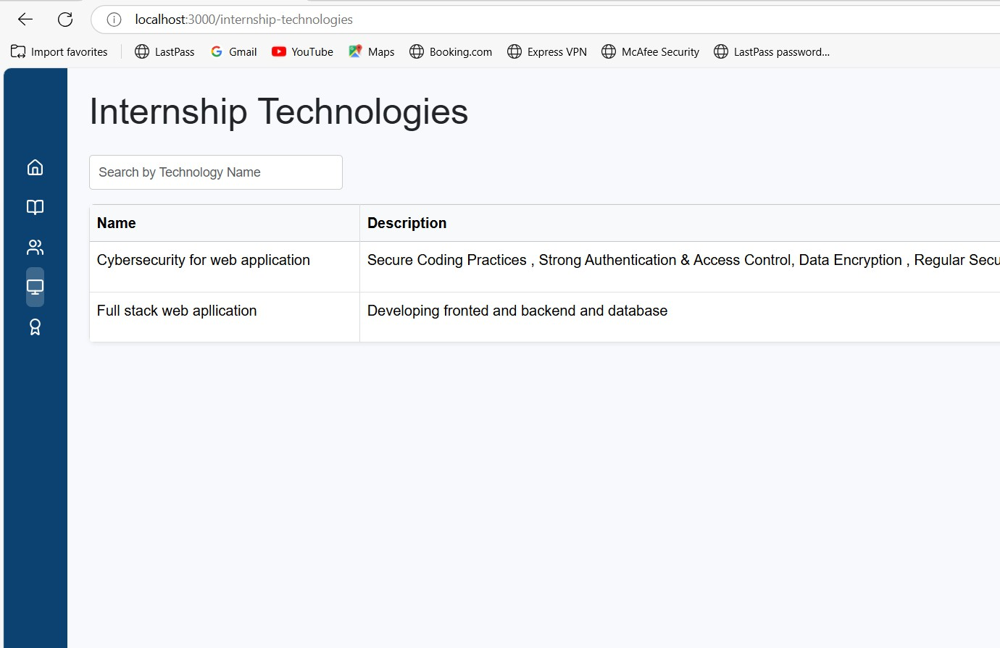 localhost:3000/internship-technologies
Import favorites LastPass Gmail YouTube Maps Booking.com Express VPN McAfee Security LastPass password...
Internship Technologies
Search by Technology Name
Name Description
Cybersecurity for web application Secure Coding Practices , Strong Authentication & Access Control, Data Encryption , Regular Secu
Full stack web apllication Developing fronted and backend and database